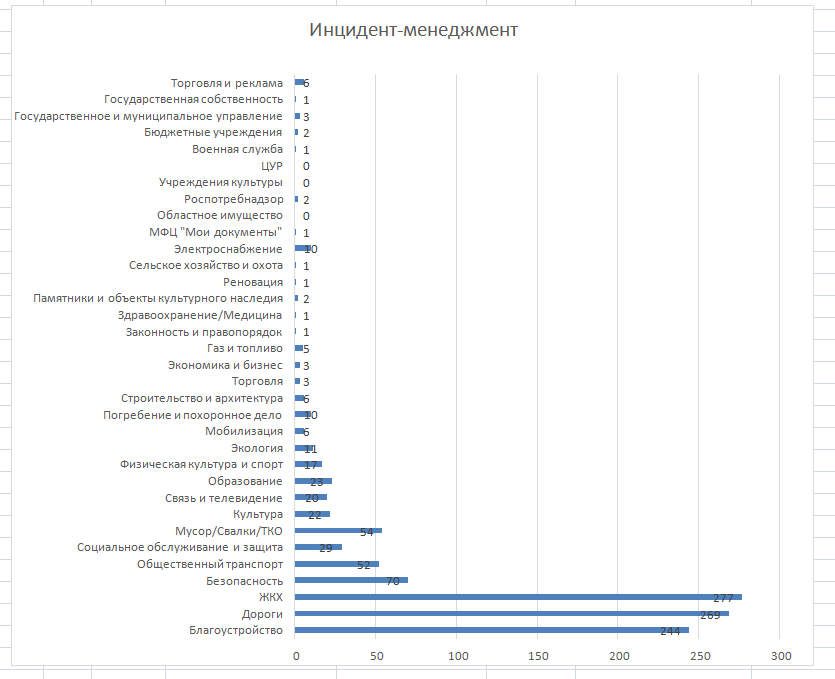 Инцидент-менеджмент
Торговля и реклама 6
Государственная собственность 1
Государственное и муниципальное управление 3
Бюджетные учреждения 2
Военная служба 1
ЦУР 0
Учреждения культуры 0
Роспотребнадзор 2
Областное имущество 0
МФЦ "Мои документы" 1
Электроснабжение 10
Сельское хозяйство и охота 1
Реновация 1
Памятники и объекты культурного наследия 2
Здравоохранение/Медицина 1
Законность и правопорядок 1
Газ и топливо 5
Экономика и бизнес 3
Торговля 3
Строительство и архитектура 6
Погребение и похоронное дело 10
Мобилизация 6
Экология 11
Физическая культура и спорт 17
Образование 23
Связь и телевидение 20
Культура 22
Мусор/Свалки/ТКО 54
Социальное обслуживание и защита 29
Общественный транспорт 52
Безопасность 70
ЖКХ 277
Дороги 269
Благоустройство 244
0 50 100 150 200 250 300